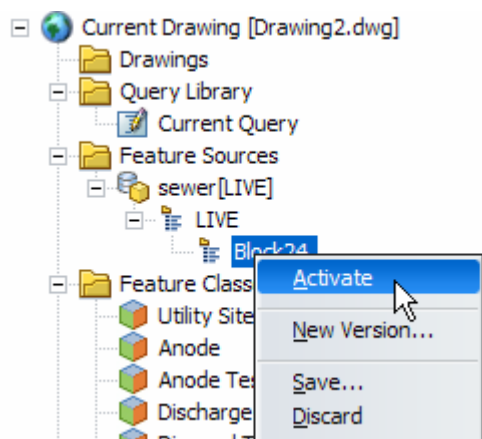 Current Drawing [Drawing2.dwg]
Drawings
Query Library
Current Query
Feature Sources
sewer[LIVE]
LIVE
Block24
Activate
Feature Class
Utility Site
New Version...
Anode
Anode Tes
Save...
Discharge
Discard